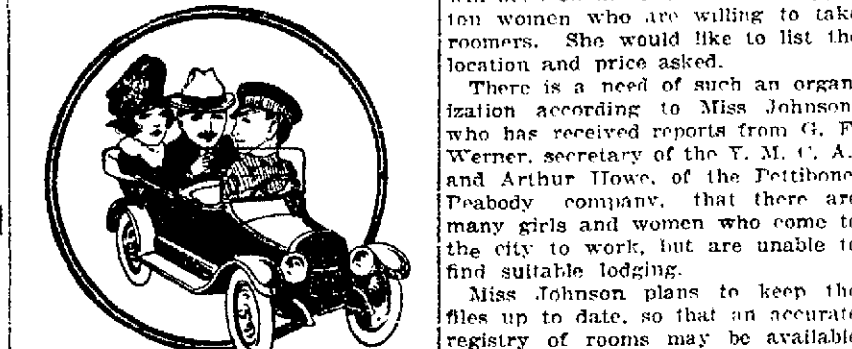 ton women who are willing to take
roomers. She would like to list the
location and price asked.
There is a need of such an organ
ization according to Miss Johnson
who has received reports from G. F
Werner, secretary of the Y. M. C. A.
and Arthur Howe, of the Pettibone
Peabody company, that there are
many girls and women who come to
the city to work, but are unable to
find suitable lodging.
Miss Johnson plans to keep the
files up to date, so that an accurate
registry of rooms may be available